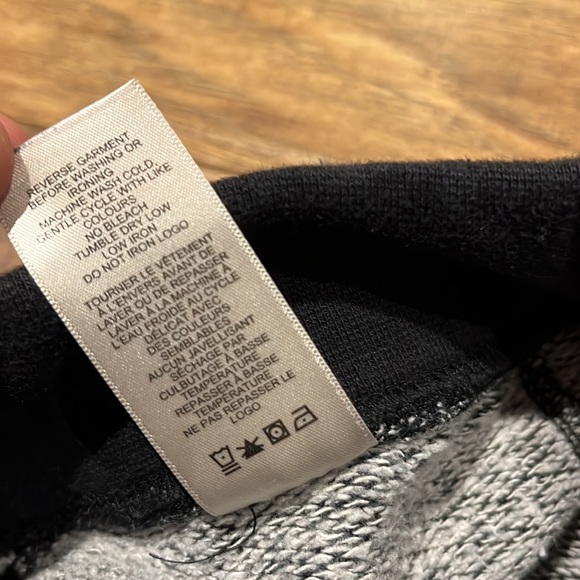 REVERSE GARMENT
BEFORE WASHING OR
IRONING
MACHINE WASH COLD,
GENTLE CYCLE WITH LIKE
COLOURS
NO BLEACH
TUMBLE DRY LOW
LOW IRON
DO NOT IRON LOGO
TOURNER LE VÊTEMENT
À L'ENVERS AVANT DE
LAVER OU DE REPASSER
LAVER À LA MACHINE À
L'EAU FROIDE AU CYCLE
DÉLICAT AVEC
DES COULEURS
SEMBLABLES
AUCUN JAVELLISANT
SÉCHAGE PAR
CULBUTAGE À BASSE
TEMPÉRATURE
REPASSER À BASSE
TEMPÉRATURE
NE PAS REPASSER LE
LOGO